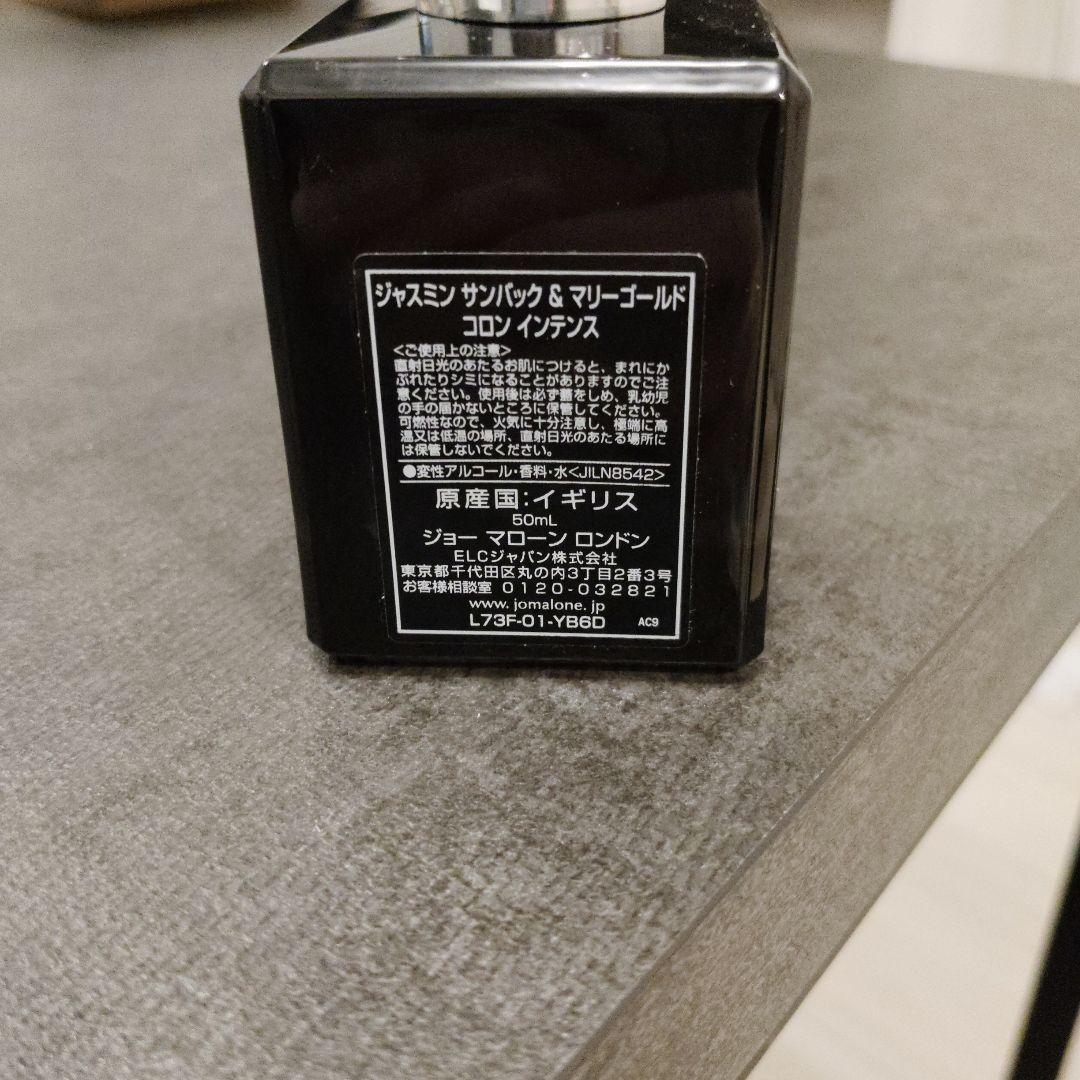 ジャスミン サンバック & マリーゴールド
コロン インテンス
<ご使用上の注意>
直射日光のあたるお肌につけると、まれにか
ぶれたりシミになることがありますのでご注
意ください。使用後は必ず蓋をしめ、乳幼児
の手の届かないところに保管してください。
可燃性なので、火気に十分注意し、極端に高
温又は低温の場所、直射日光のあたる場所に
は保管しないでください。
●変性アルコール・香料・水<JILN8542>
原産国:イギリス
50mL
ジョー マローン ロンドン
ELCジャパン株式会社
東京都千代田区丸の内3丁目2番3号
お客様相談室 0120-032821
www. jomalone. jp
L73F-01-YB6D AC9